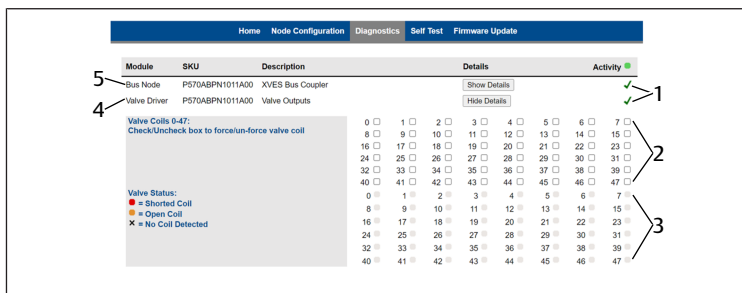 Home Node Configuration Diagnostics Self Test Firmware Update
Module SKU Description Details Activity
5 Bus Node P570ABPN1011A00 XVES Bus Coupler Show Details
1
4 Valve Driver P570ABPN1011A00 Valve Outputs Hide Details
Valve Coils 0-47: 0 1 2 3 4 5 6 7
Check/Uncheck box to force/un-force valve coil
8 9 10 11 12 13 14 15
16 17 18 19 20 21 22 23
2
24 25 26 27 28 29 30 31
32 33 34 35 36 37 38 39
40 41 42 43 44 45 46 47
Valve Status: 0 1 2 3 4 5 6 7
= Shorted Coil
= Open Coil 8 9 10 11 12 13 14 15
X = No Coil Detected 16 17 18 19 20 21 22 23
3
24 25 26 27 28 29 30 31
32 33 34 35 36 37 38 39
40 41 42 43 44 45 46 47